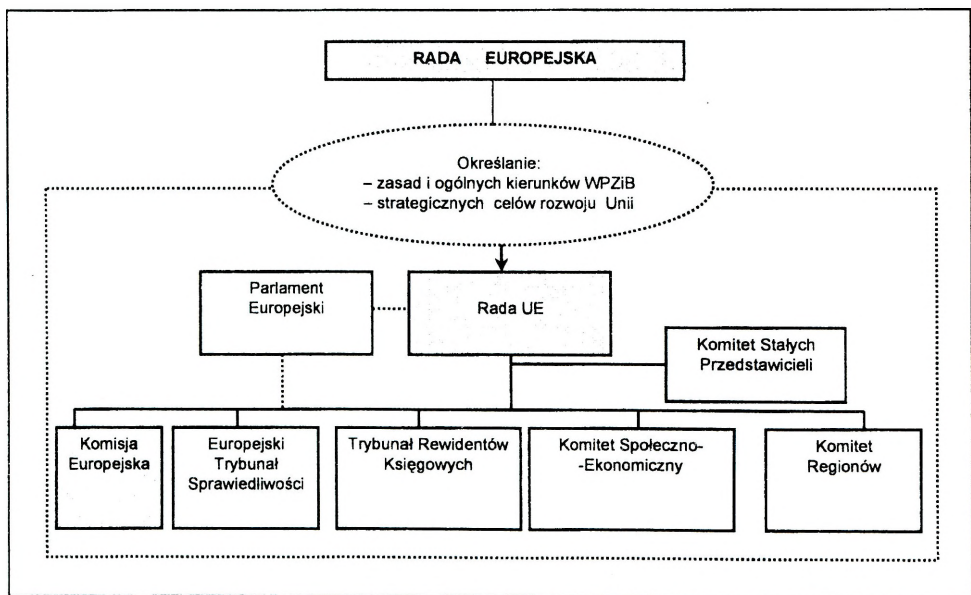 RADA EUROPEJSKA
Określanie:
– zasad i ogólnych kierunków WPZiB
– strategicznych celów rozwoju Unii
Parlament
Europejski
Rada UE
Komitet Stałych
Przedstawicieli
Komisja
Europejska
Europejski
Trybunał
Sprawiedliwości
Trybunał Rewidentów
Księgowych
Komitet Społeczno-
-Ekonomiczny
Komitet
Regionów